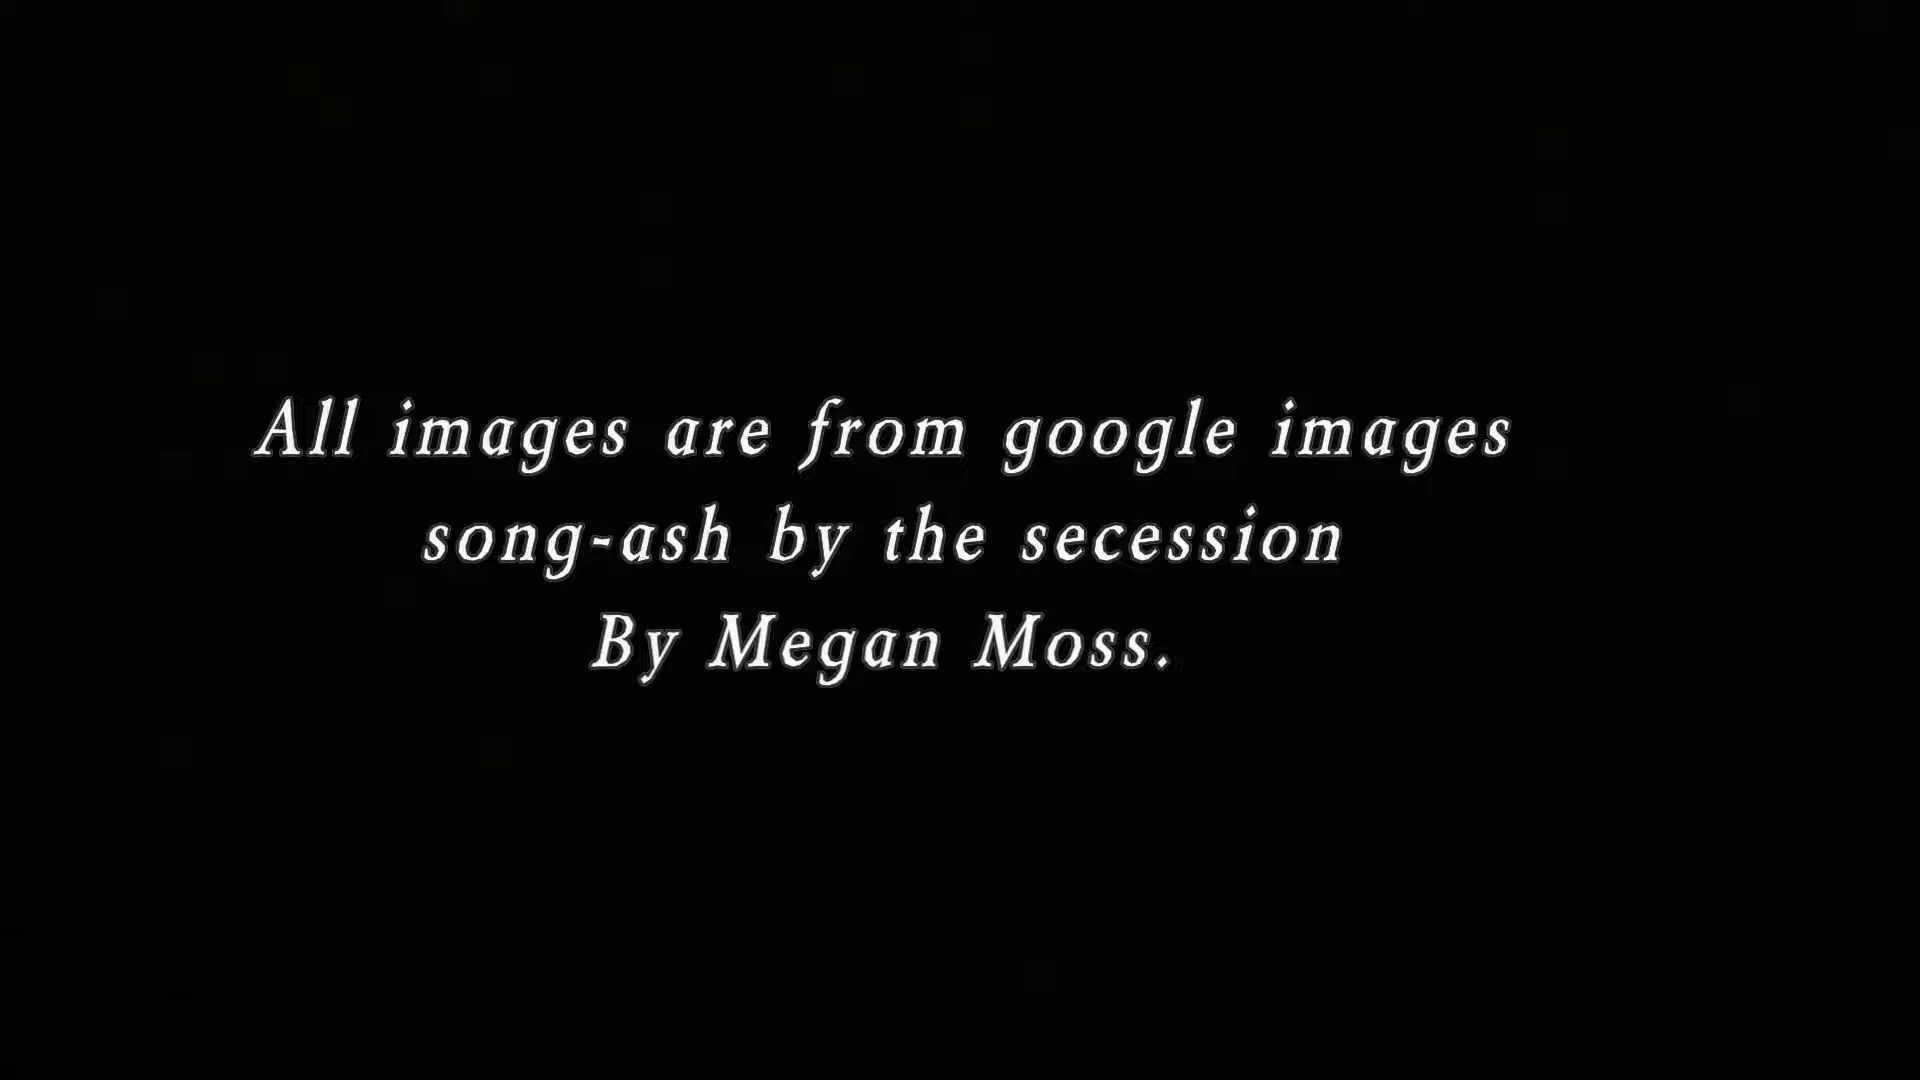 All images are from google images
song-ash by the secession
By Megan Moss.